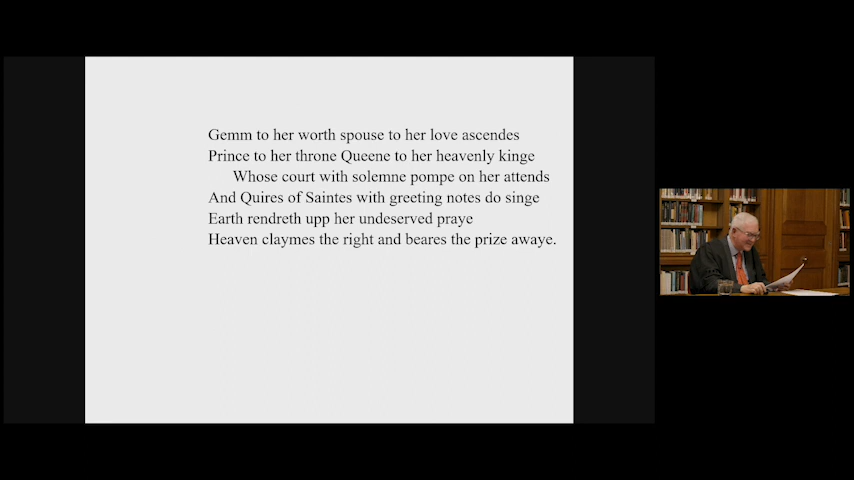 Gemm to her worth spouse to her love ascendes
Prince to her throne Queene to her heavenly kinge
Whose court with solemne pompe on her attends
And Quires of Saintes with greeting notes do singe
Earth rendreth upp her undeserved praye
Heaven claymes the right and beares the prize awaye.